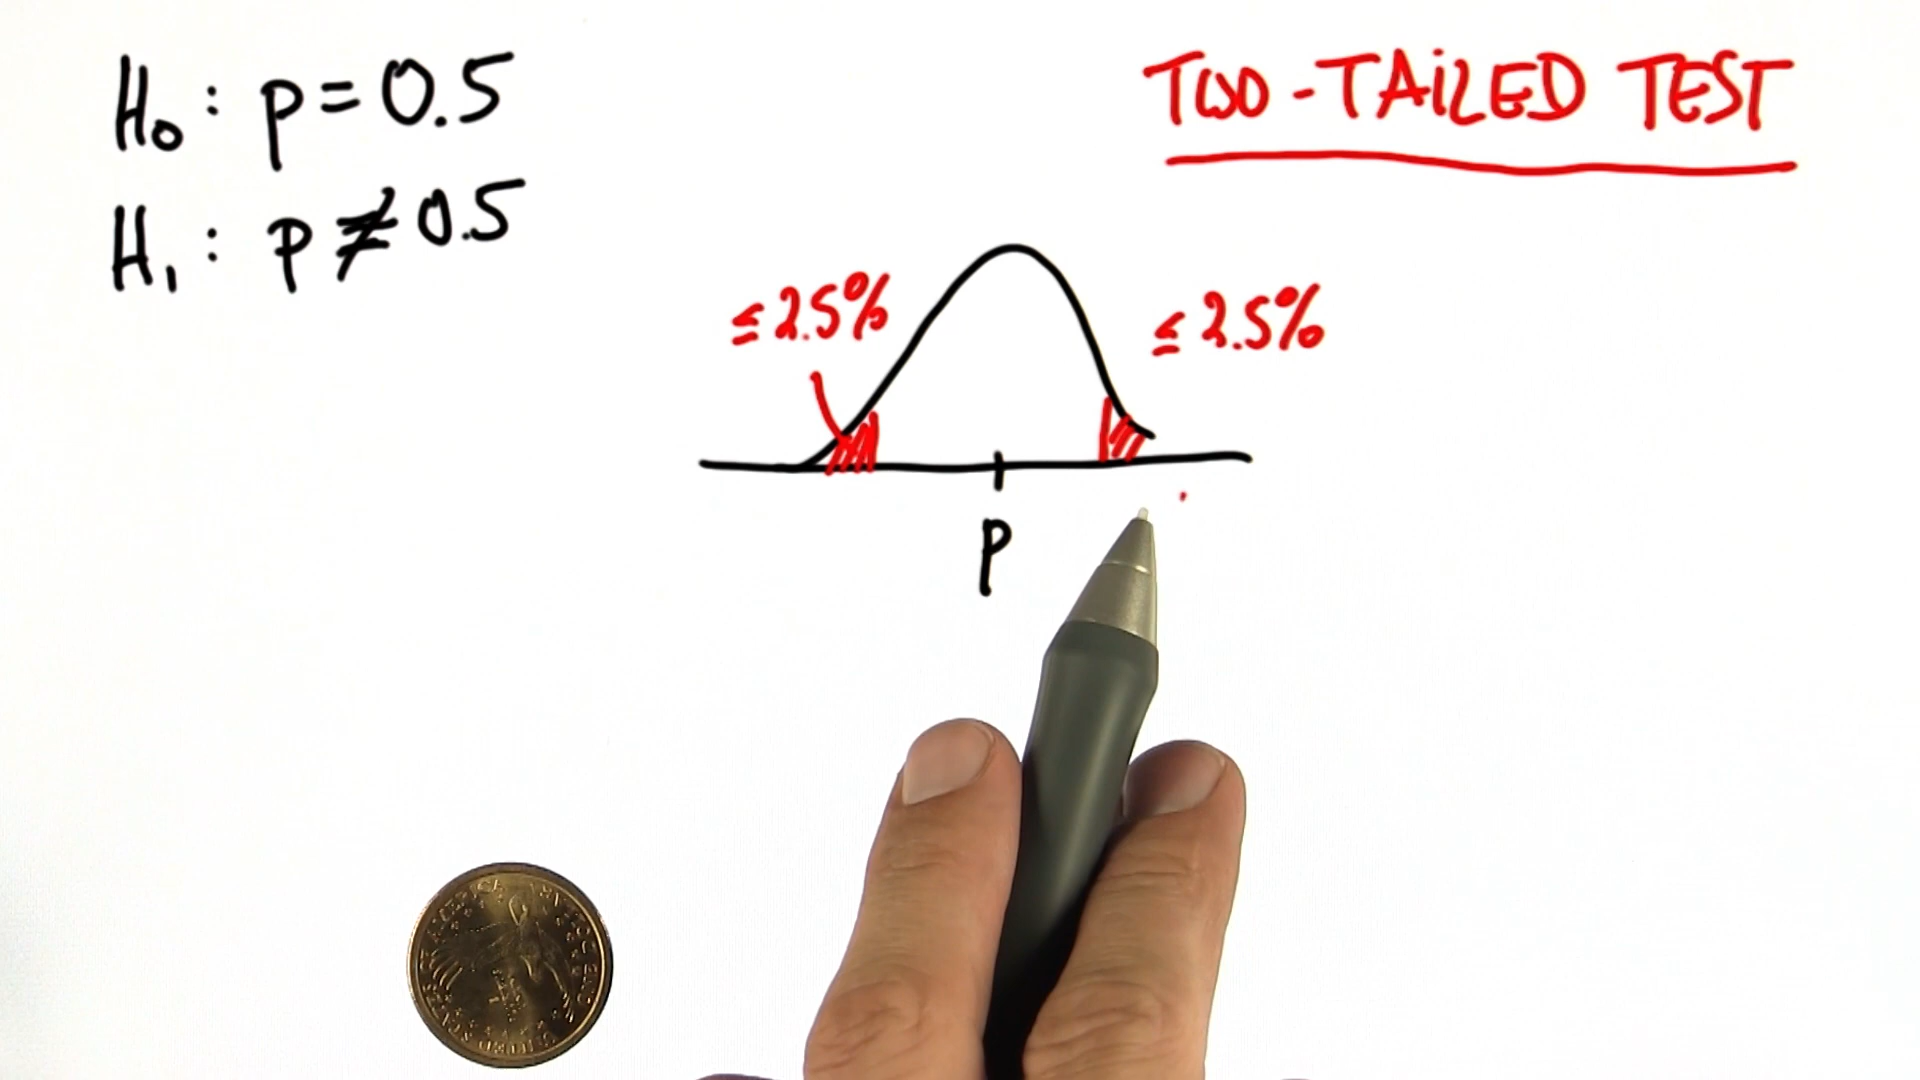 H₀ : p = 0.5
H₁ : p ≠ 0.5
TWO-TAILED TEST
≤ 2.5%
≤ 2.5%
p